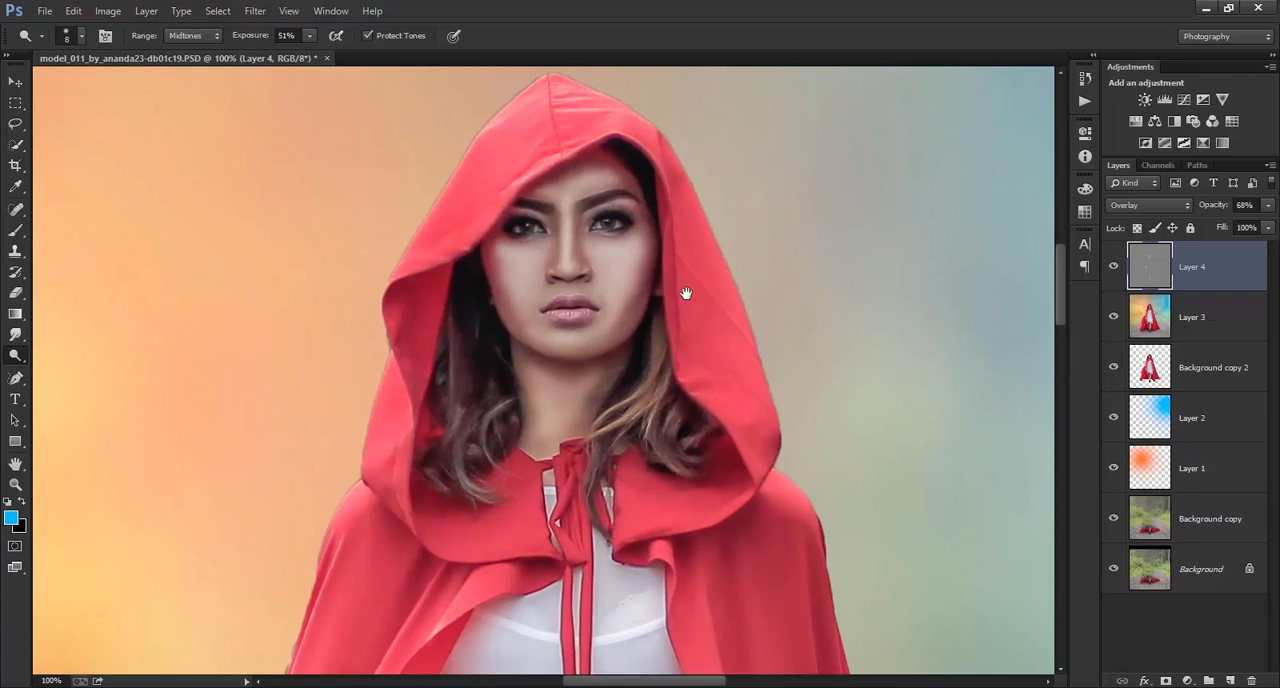 Ps File Edit Image Layer Type Select Filter View Window Help
8 Range: Midtones Exposure: 51% Protect Tones Photography
model_011_by_ananda23-db01c19.PSD @ 100% (Layer 4, RGB/8*) * ×
Adjustments
Add an adjustment
Layers Channels Paths
Kind T
Overlay Opacity: 68%
Lock: Fill: 100%
Layer 4
Layer 3
Background copy 2
Layer 2
Layer 1
Background copy
Background
A|
T
fx
100%